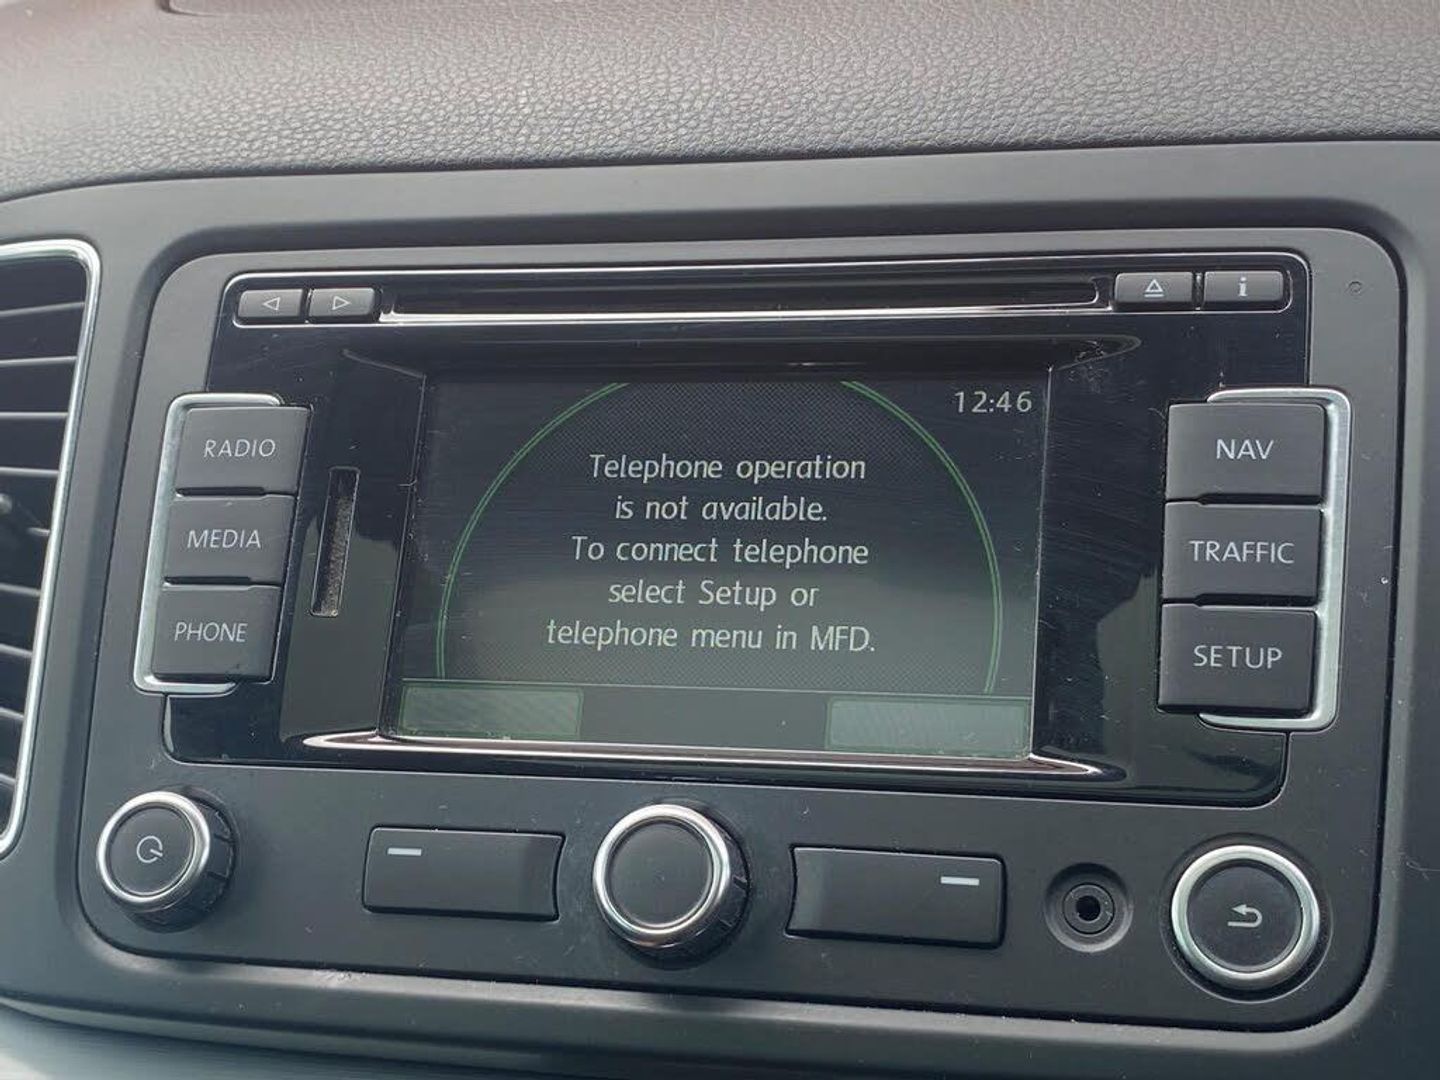 RADIO
MEDIA
PHONE
12:46
Telephone operation
is not available.
To connect telephone
select Setup or
telephone menu in MFD.
i
NAV
TRAFFIC
SETUP